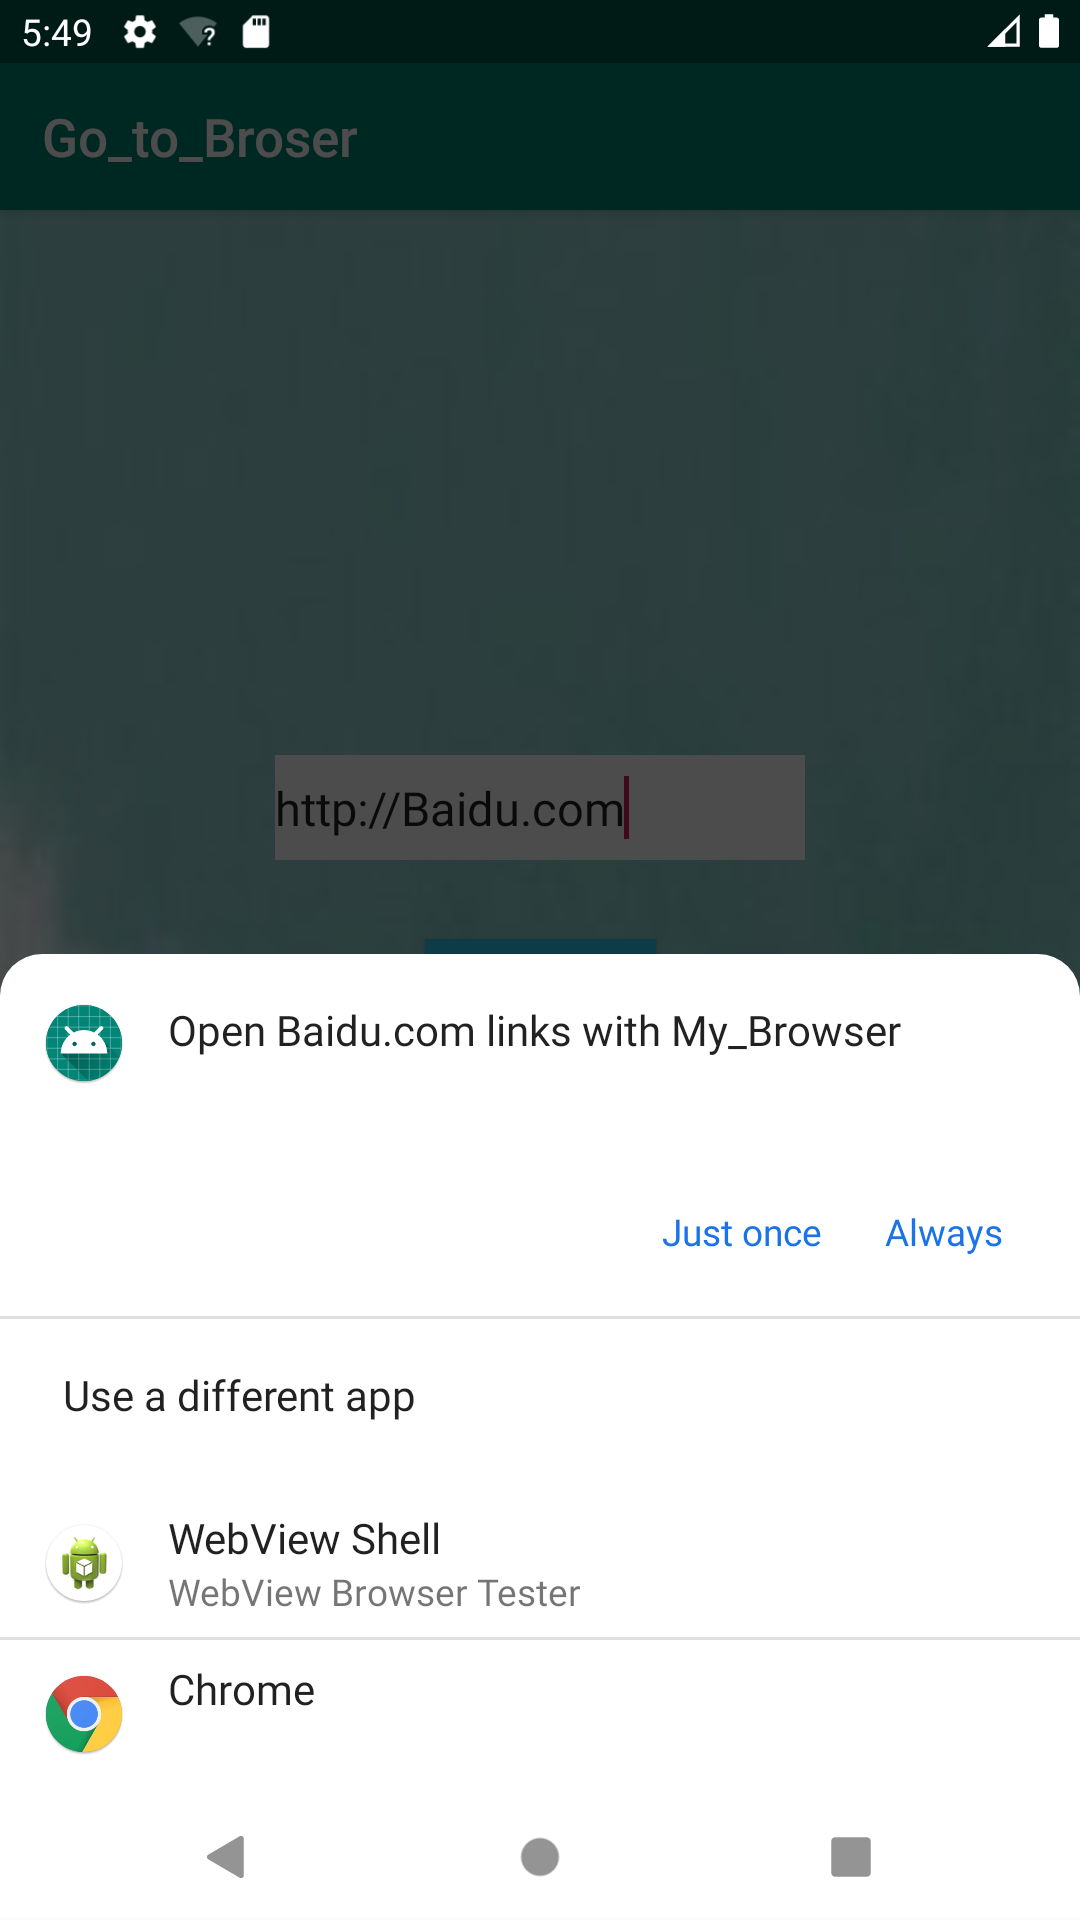 5:49
Go_to_Broser
http://Baidu.com
Open Baidu.com links with My_Browser
Just once Always
Use a different app
WebView Shell
WebView Browser Tester
Chrome